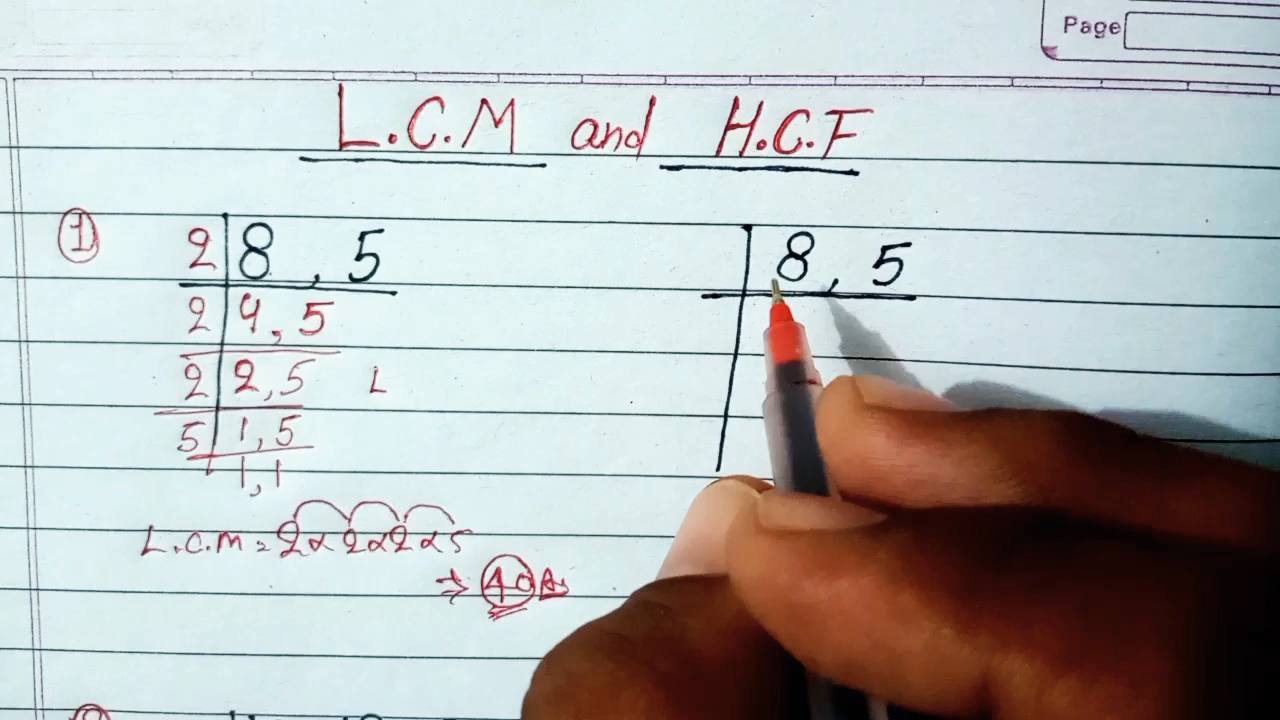 Page
L.C.M and H.C.F
1
2 8 , 5
2 4 , 5
2 2 , 5 L
5 1 , 5
1 , 1
L.C.M = 2 x 2 x 2 x 5
⇒ 40 As
8 , 5